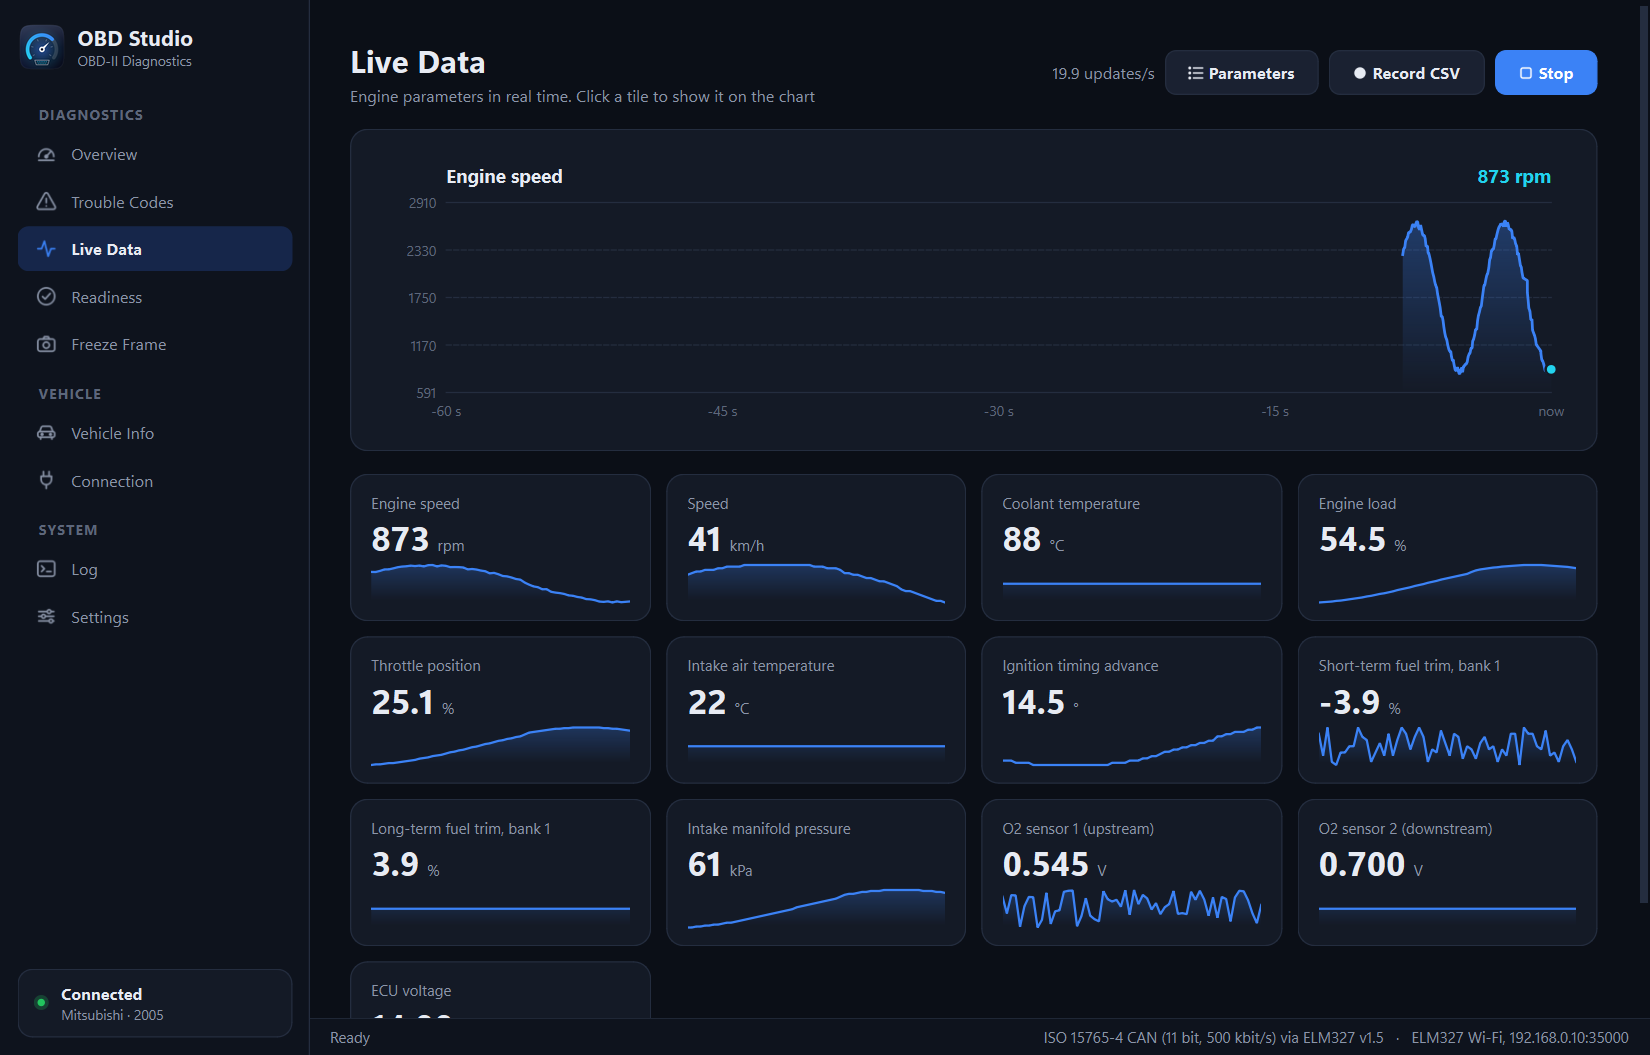 OBD Studio
OBD-II Diagnostics
DIAGNOSTICS
Overview
Trouble Codes
Live Data
Readiness
Freeze Frame
VEHICLE
Vehicle Info
Connection
SYSTEM
Log
Settings
Connected
Mitsubishi · 2005
Live Data
Engine parameters in real time. Click a tile to show it on the chart
19.9 updates/s
Parameters
Record CSV
Stop
Engine speed
873 rpm
2910
2330
1750
1170
591
-60 s
-45 s
-30 s
-15 s
now
Engine speed
873 rpm
Speed
41 km/h
Coolant temperature
88 °C
Engine load
54.5 %
Throttle position
25.1 %
Intake air temperature
22 °C
Ignition timing advance
14.5 °
Short-term fuel trim, bank 1
-3.9 %
Long-term fuel trim, bank 1
3.9 %
Intake manifold pressure
61 kPa
O2 sensor 1 (upstream)
0.545 V
O2 sensor 2 (downstream)
0.700 V
ECU voltage
Ready
ISO 15765-4 CAN (11 bit, 500 kbit/s) via ELM327 v1.5 · ELM327 Wi-Fi, 192.168.0.10:35000